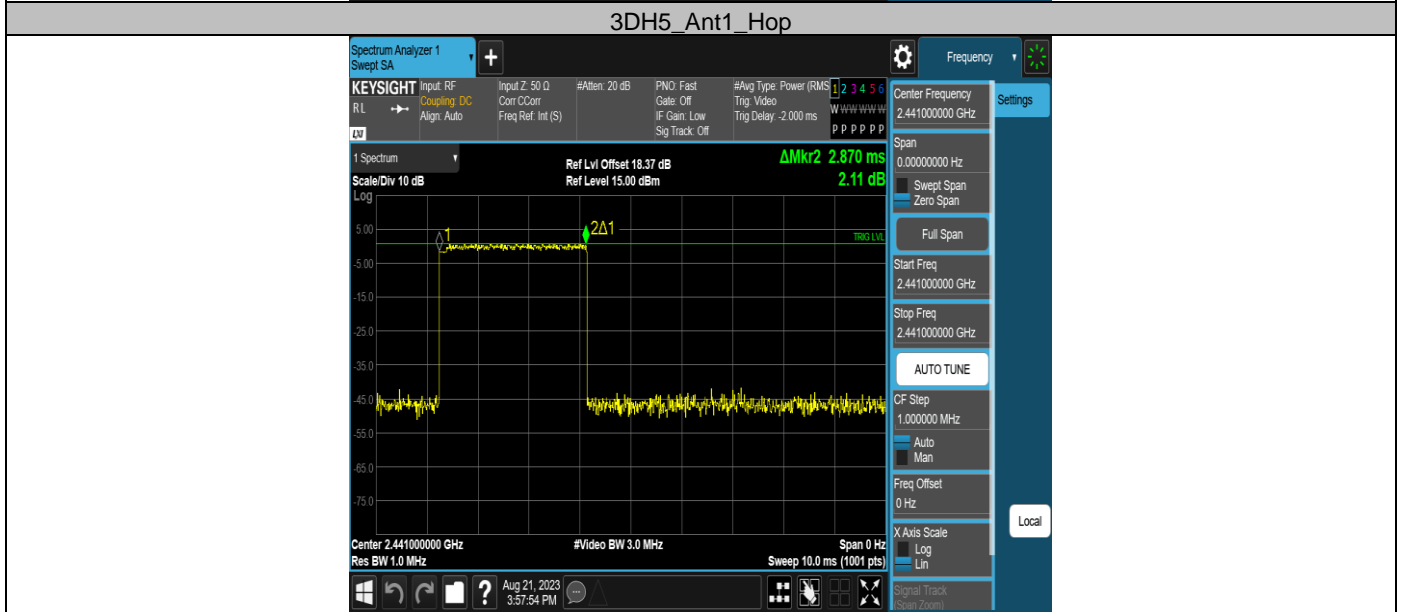 3DH5_Ant1_Hop
Spectrum Analyzer 1
Swept SA
Frequency
KEYSIGHT
RL
LXI
Input: RF
Coupling: DC
Align: Auto
Input Z: 50 Ω
Corr CCorr
Freq Ref: Int (S)
#Atten: 20 dB
PNO: Fast
Gate: Off
IF Gain: Low
Sig Track: Off
#Avg Type: Power (RMS
Trig: Video
Trig Delay: -2.000 ms
1 2 3 4 5 6
W W W W W W
P P P P P P
1 Spectrum
Scale/Div 10 dB
Log
Ref Lvl Offset 18.37 dB
Ref Level 15.00 dBm
ΔMkr2 2.870 ms
2.11 dB
5.00
-5.00
-15.0
-25.0
-35.0
-45.0
-55.0
-65.0
-75.0
1
2Δ1
TRIG LVL
Center 2.441000000 GHz
Res BW 1.0 MHz
#Video BW 3.0 MHz
Span 0 Hz
Sweep 10.0 ms (1001 pts)
Center Frequency
2.441000000 GHz
Settings
Span
0.00000000 Hz
Swept Span
Zero Span
Full Span
Start Freq
2.441000000 GHz
Stop Freq
2.441000000 GHz
AUTO TUNE
CF Step
1.000000 MHz
Auto
Man
Freq Offset
0 Hz
X Axis Scale
Log
Lin
Local
Signal Track
(Span Zoom)
?
Aug 21, 2023
3:57:54 PM